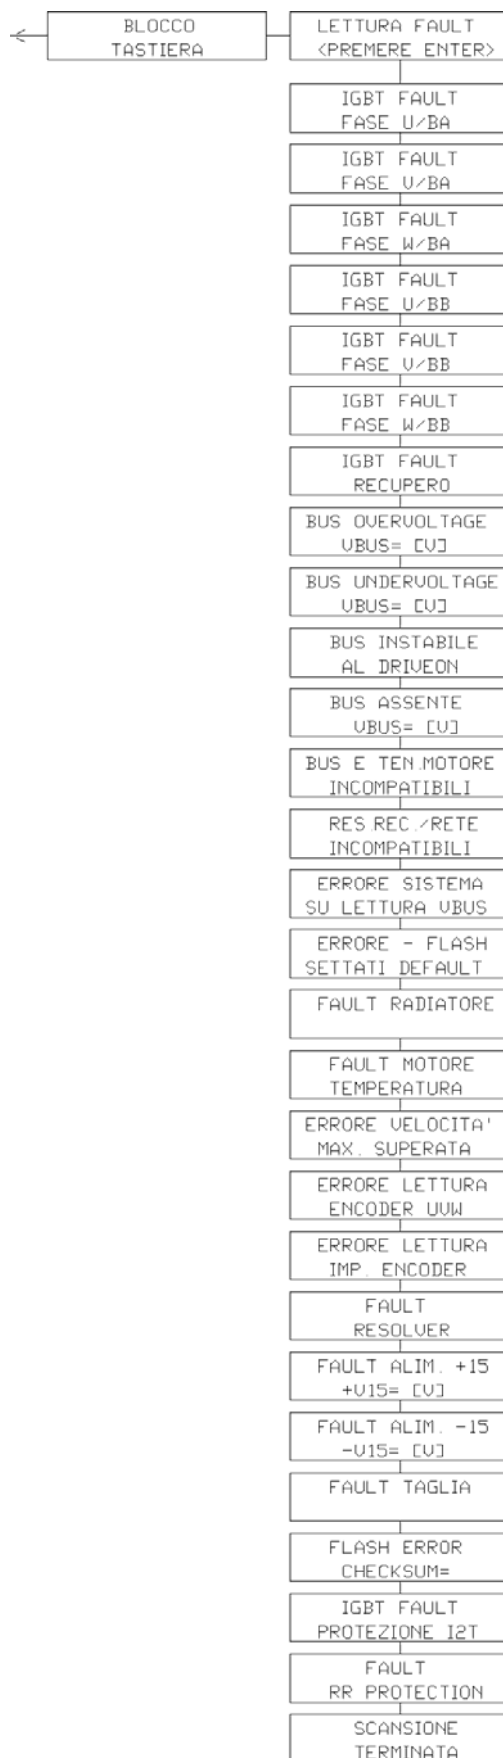 BLOCCO
TASTIERA
LETTURA FAULT
<PREMERE ENTER>
IGBT FAULT
FASE U/BA
IGBT FAULT
FASE V/BA
IGBT FAULT
FASE W/BA
IGBT FAULT
FASE U/BB
IGBT FAULT
FASE V/BB
IGBT FAULT
FASE W/BB
IGBT FAULT
RECUPERO
BUS OVERVOLTAGE
VBUS= [V]
BUS UNDERVOLTAGE
VBUS= [V]
BUS INSTABILE
AL DRIVEON
BUS ASSENTE
VBUS= [V]
BUS E TEN.MOTORE
INCOMPATIBILI
RES.REC./RETE
INCOMPATIBILI
ERRORE SISTEMA
SU LETTURA VBUS
ERRORE - FLASH
SETTATI DEFAULT
FAULT RADIATORE
FAULT MOTORE
TEMPERATURA
ERRORE VELOCITA'
MAX. SUPERATA
ERRORE LETTURA
ENCODER UVW
ERRORE LETTURA
IMP. ENCODER
FAULT
RESOLVER
FAULT ALIM. +15
+V15= [V]
FAULT ALIM. -15
-V15= [V]
FAULT TAGLIA
FLASH ERROR
CHECKSUM=
IGBT FAULT
PROTEZIONE I2T
FAULT
RR PROTECTION
SCANSIONE
TERMINATA